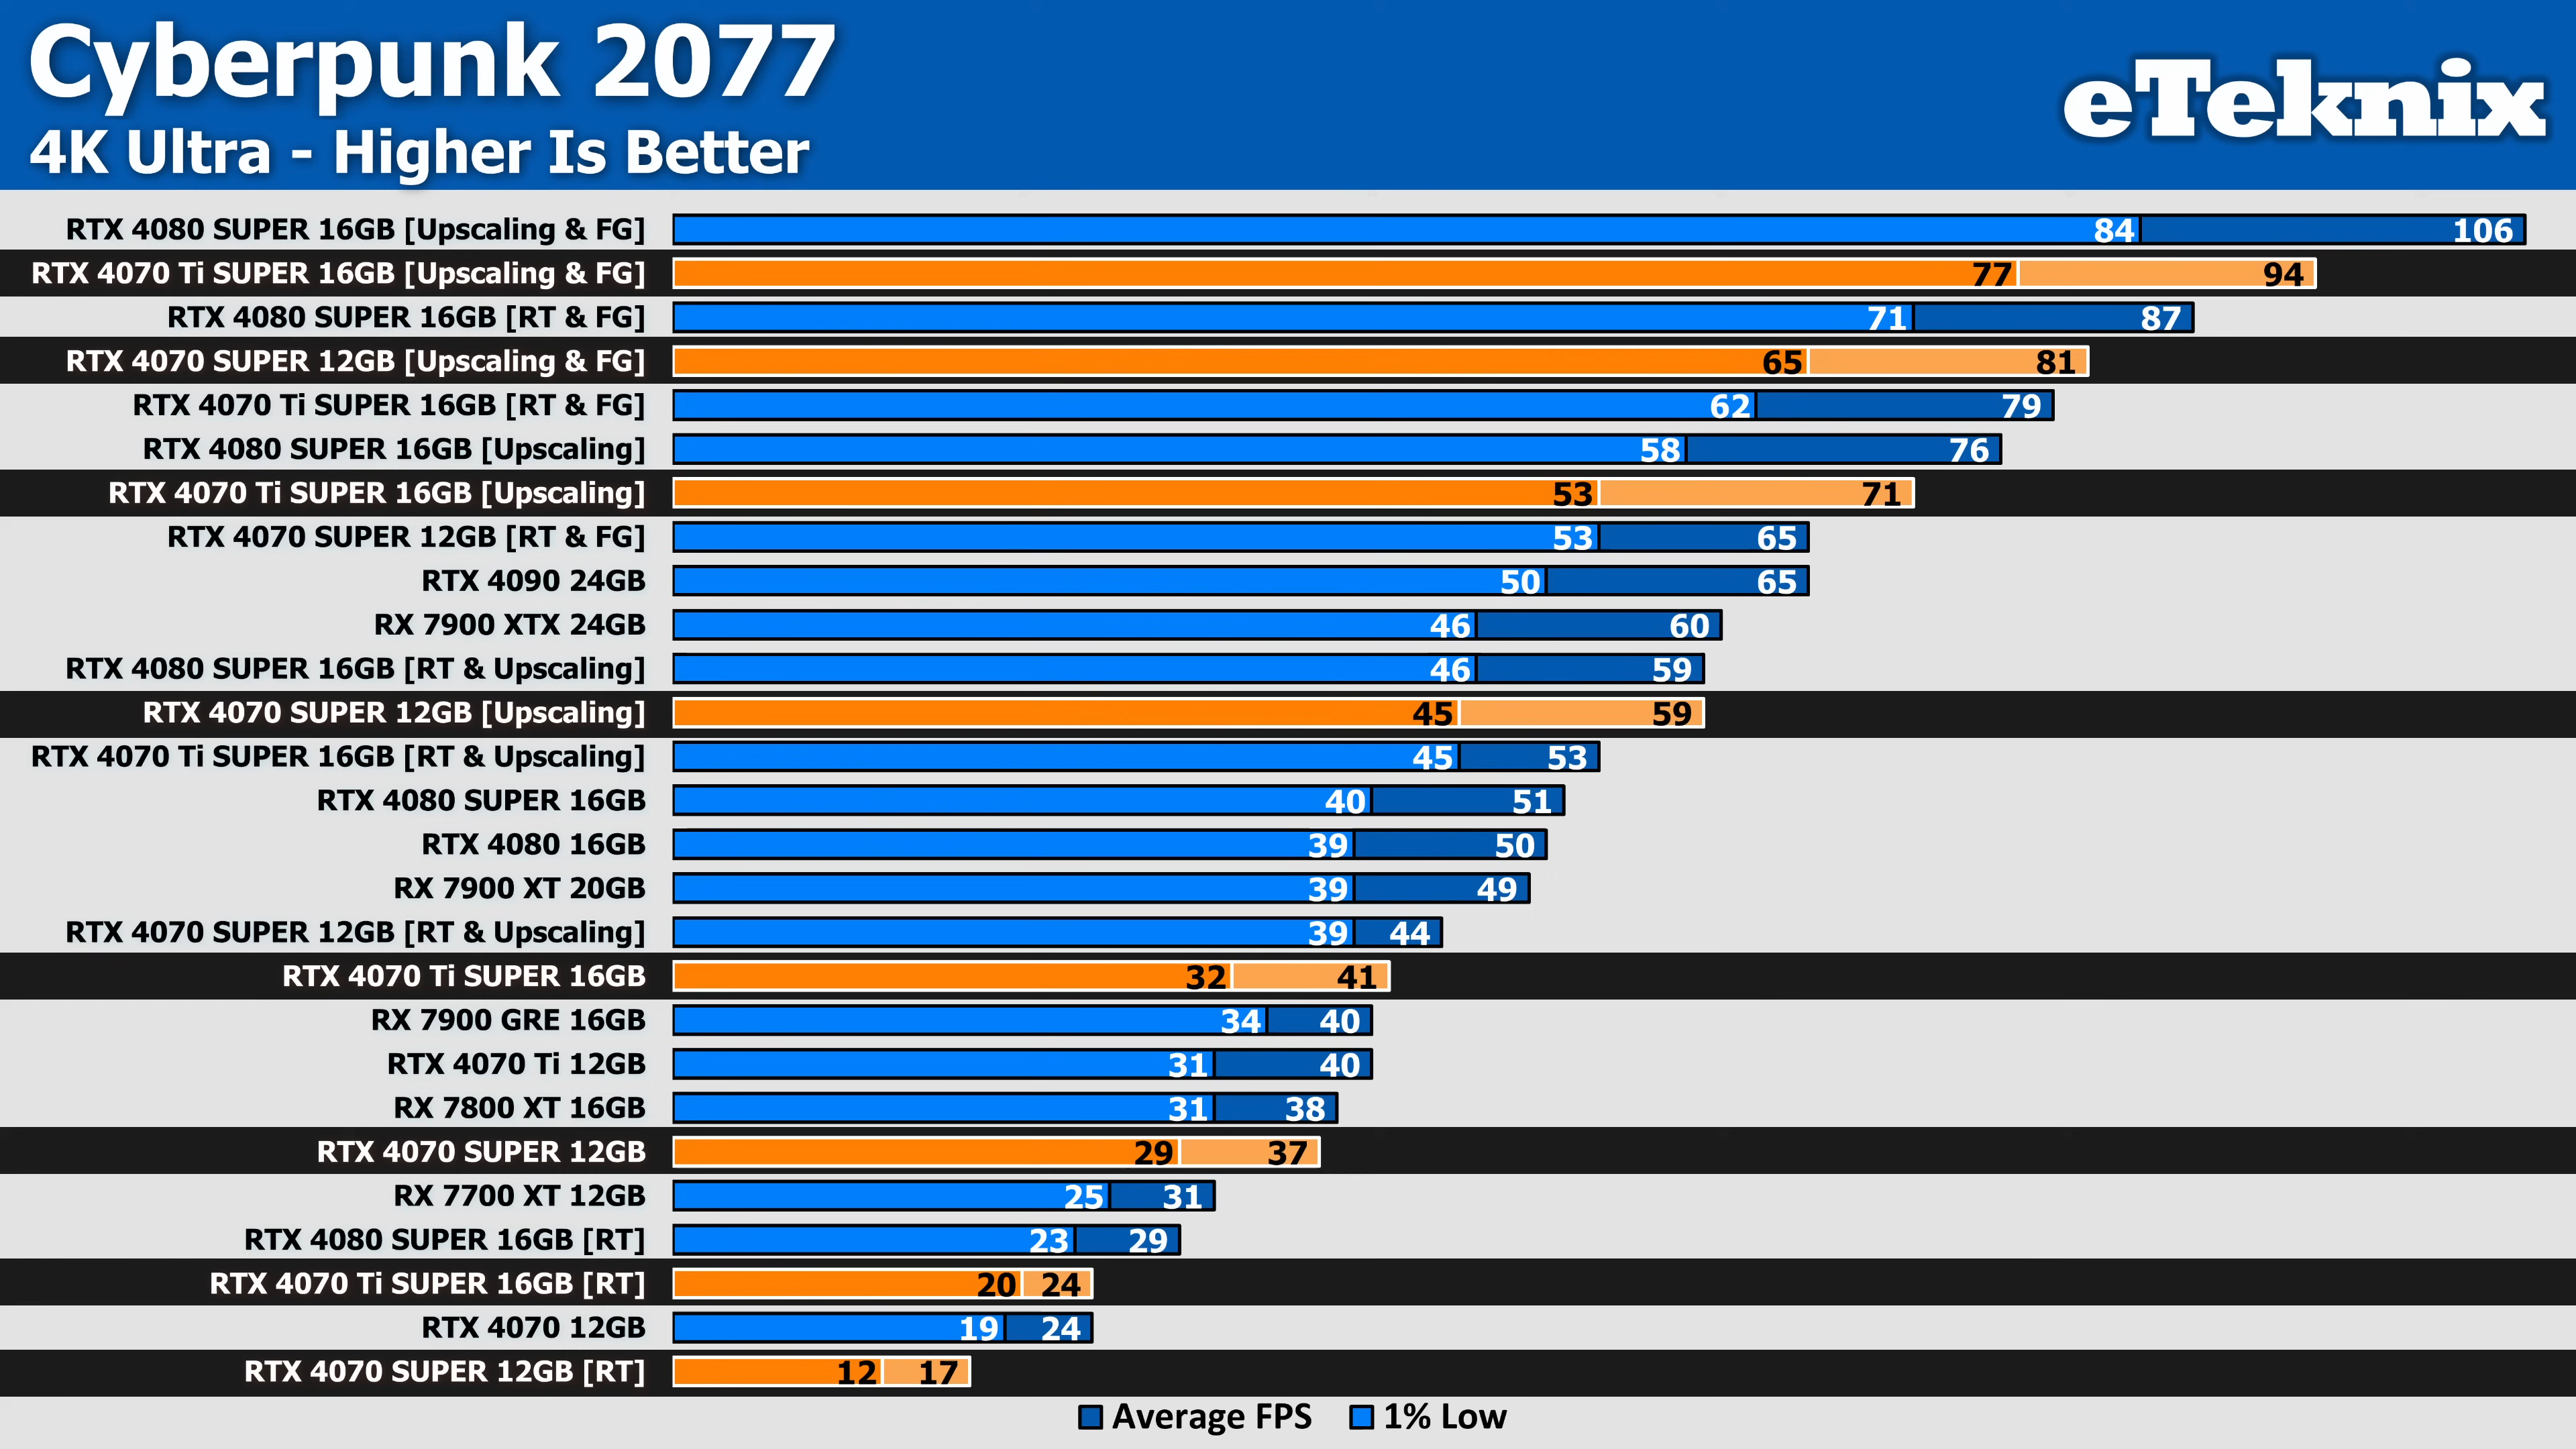 Cyberpunk 2077
4K Ultra - Higher Is Better
eTeknix
RTX 4080 SUPER 16GB [Upscaling & FG] 84 106
RTX 4070 Ti SUPER 16GB [Upscaling & FG] 77 94
RTX 4080 SUPER 16GB [RT & FG] 71 87
RTX 4070 SUPER 12GB [Upscaling & FG] 65 81
RTX 4070 Ti SUPER 16GB [RT & FG] 62 79
RTX 4080 SUPER 16GB [Upscaling] 58 76
RTX 4070 Ti SUPER 16GB [Upscaling] 53 71
RTX 4070 SUPER 12GB [RT & FG] 53 65
RTX 4090 24GB 50 65
RX 7900 XTX 24GB 46 60
RTX 4080 SUPER 16GB [RT & Upscaling] 46 59
RTX 4070 SUPER 12GB [Upscaling] 45 59
RTX 4070 Ti SUPER 16GB [RT & Upscaling] 45 53
RTX 4080 SUPER 16GB 40 51
RTX 4080 16GB 39 50
RX 7900 XT 20GB 39 49
RTX 4070 SUPER 12GB [RT & Upscaling] 39 44
RTX 4070 Ti SUPER 16GB 32 41
RX 7900 GRE 16GB 34 40
RTX 4070 Ti 12GB 31 40
RX 7800 XT 16GB 31 38
RTX 4070 SUPER 12GB 29 37
RX 7700 XT 12GB 25 31
RTX 4080 SUPER 16GB [RT] 23 29
RTX 4070 Ti SUPER 16GB [RT] 20 24
RTX 4070 12GB 19 24
RTX 4070 SUPER 12GB [RT] 12 17
Average FPS 1% Low